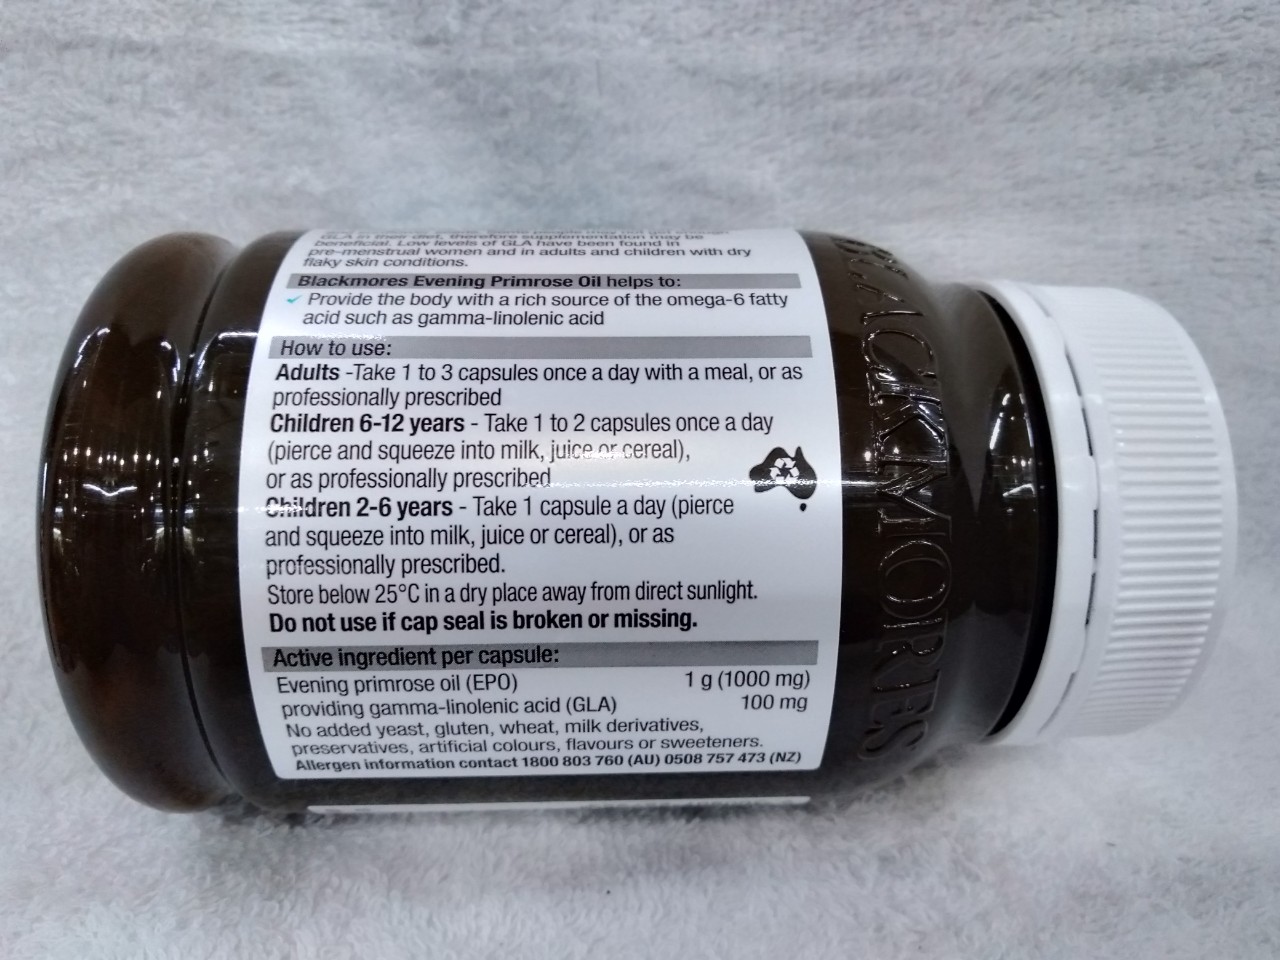 GLA in their diet, therefore supplementation may be
beneficial. Low levels of GLA have been found in
pre-menstrual women and in adults and children with dry
flaky skin conditions.
Blackmores Evening Primrose Oil helps to:
✓ Provide the body with a rich source of the omega-6 fatty
acid such as gamma-linolenic acid
How to use:
Adults -Take 1 to 3 capsules once a day with a meal, or as
professionally prescribed
Children 6-12 years - Take 1 to 2 capsules once a day
(pierce and squeeze into milk, juice or cereal),
or as professionally prescribed
Children 2-6 years - Take 1 capsule a day (pierce
and squeeze into milk, juice or cereal), or as
professionally prescribed.
Store below 25°C in a dry place away from direct sunlight.
Do not use if cap seal is broken or missing.
Active ingredient per capsule:
Evening primrose oil (EPO) 1 g (1000 mg)
providing gamma-linolenic acid (GLA) 100 mg
No added yeast, gluten, wheat, milk derivatives,
preservatives, artificial colours, flavours or sweeteners.
Allergen information contact 1800 803 760 (AU) 0508 757 473 (NZ)
BLACKMORES